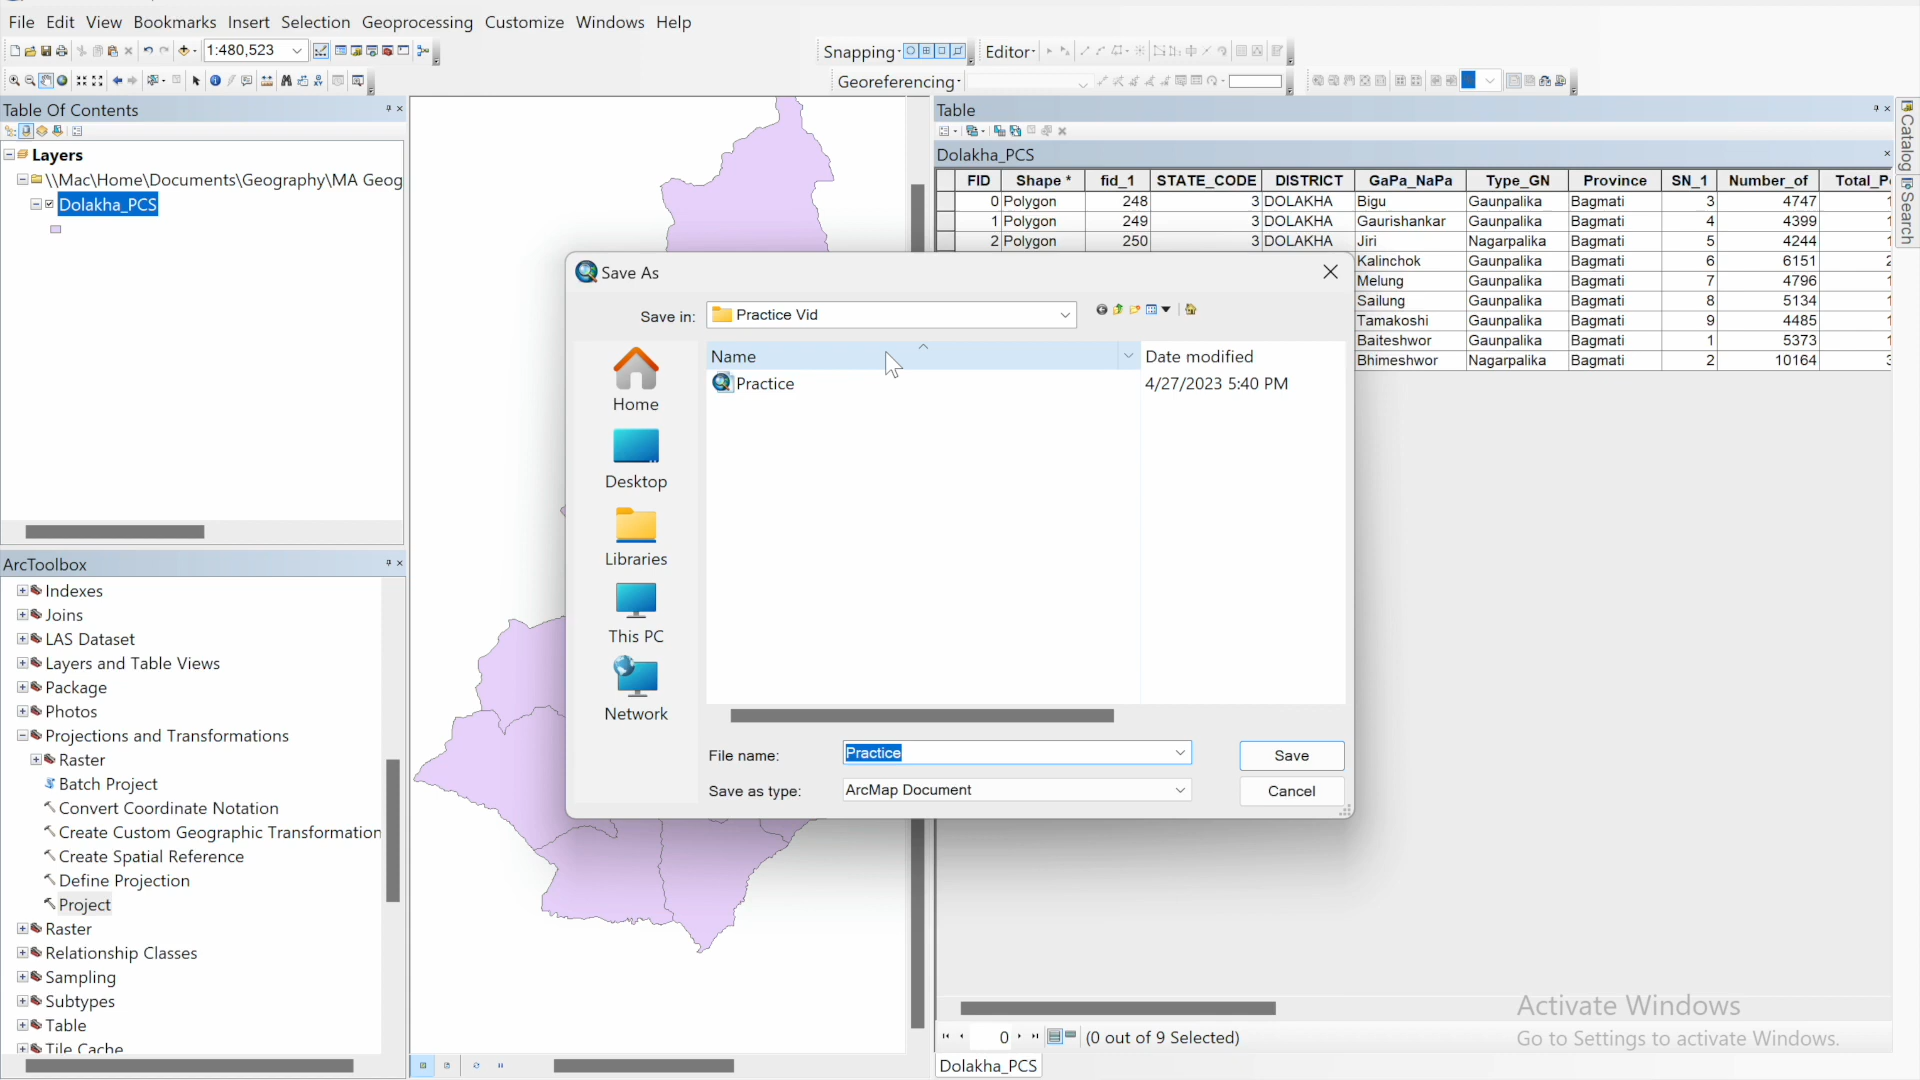 File Edit View Bookmarks Insert Selection Geoprocessing Customize Windows Help
1:480,523
Snapping
Editor
Georeferencing
Table Of Contents
Layers
\\Mac\Home\Documents\Geography\MA Geog
Dolakha_PCS
ArcToolbox
Indexes
Joins
LAS Dataset
Layers and Table Views
Package
Photos
Projections and Transformations
Raster
Batch Project
Convert Coordinate Notation
Create Custom Geographic Transformation
Create Spatial Reference
Define Projection
Project
Raster
Relationship Classes
Sampling
Subtypes
Table
Tile Cache
Table
Dolakha_PCS
FID Shape * fid_1 STATE_CODE DISTRICT GaPa_NaPa Type_GN Province SN_1 Number_of Total_P
0 Polygon 248 3 DOLAKHA Bigu Gaunpalika Bagmati 3 4747 1
1 Polygon 249 3 DOLAKHA Gaurishankar Gaunpalika Bagmati 4 4399 1
2 Polygon 250 3 DOLAKHA Jiri Nagarpalika Bagmati 5 4244 1
Kalinchok Gaunpalika Bagmati 6 6151 2
Melung Gaunpalika Bagmati 7 4796 1
Sailung Gaunpalika Bagmati 8 5134 1
Tamakoshi Gaunpalika Bagmati 9 4485 1
Baiteshwor Gaunpalika Bagmati 1 5373 1
Bhimeshwor Nagarpalika Bagmati 2 10164 3
Save As
Save in: Practice Vid
Name Date modified
Practice 4/27/2023 5:40 PM
Home
Desktop
Libraries
This PC
Network
File name: Practice
Save
Save as type: ArcMap Document
Cancel
0 (0 out of 9 Selected)
Dolakha_PCS
Catalog
Search
Activate Windows
Go to Settings to activate Windows.